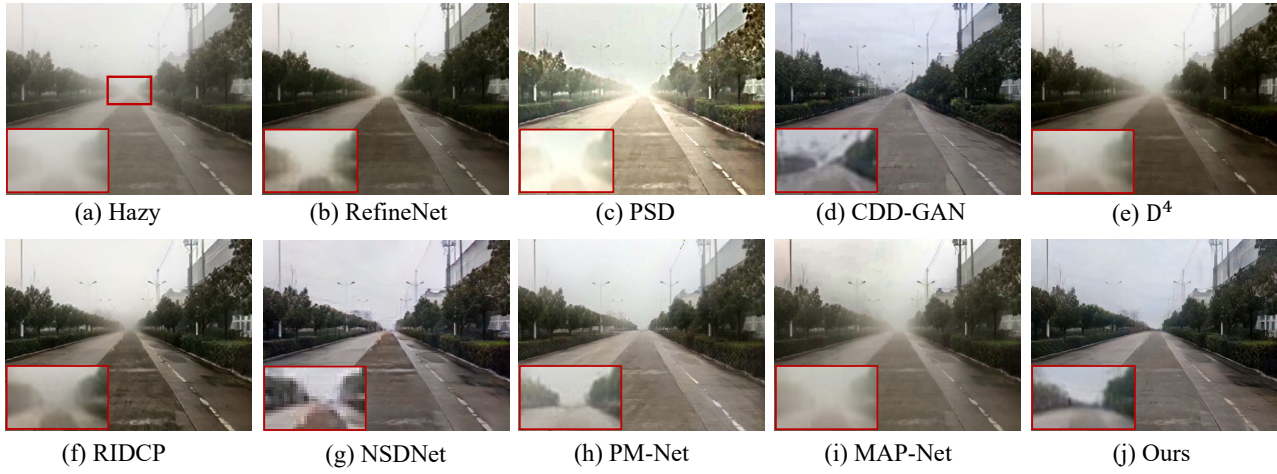 (a) Hazy
(b) RefineNet
(c) PSD
(d) CDD-GAN
(e) D⁴
(f) RIDCP
(g) NSDNet
(h) PM-Net
(i) MAP-Net
(j) Ours